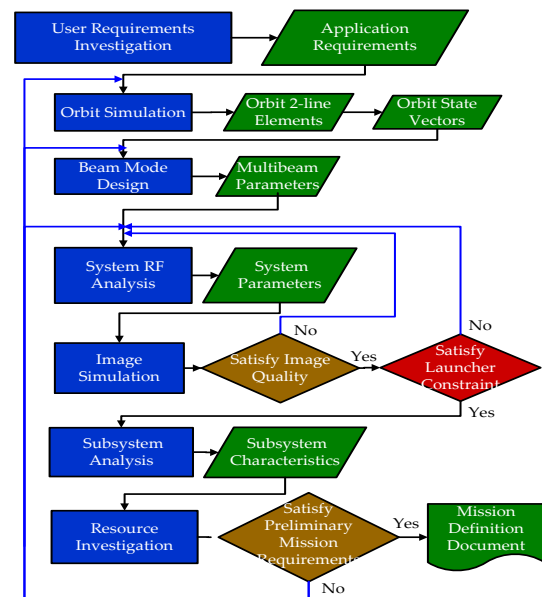 User Requirements
Investigation
Application
Requirements
Orbit Simulation
Orbit 2-line
Elements
Orbit State
Vectors
Beam Mode
Design
Multibeam
Parameters
System RF
Analysis
System
Parameters
No
No
Image
Simulation
Satisfy Image
Quality
Yes
Satisfy
Launcher
Constraint
Yes
Subsystem
Analysis
Subsystem
Characteristics
Resource
Investigation
Satisfy
Preliminary
Mission
Requirements
Yes
Mission
Definition
Document
No